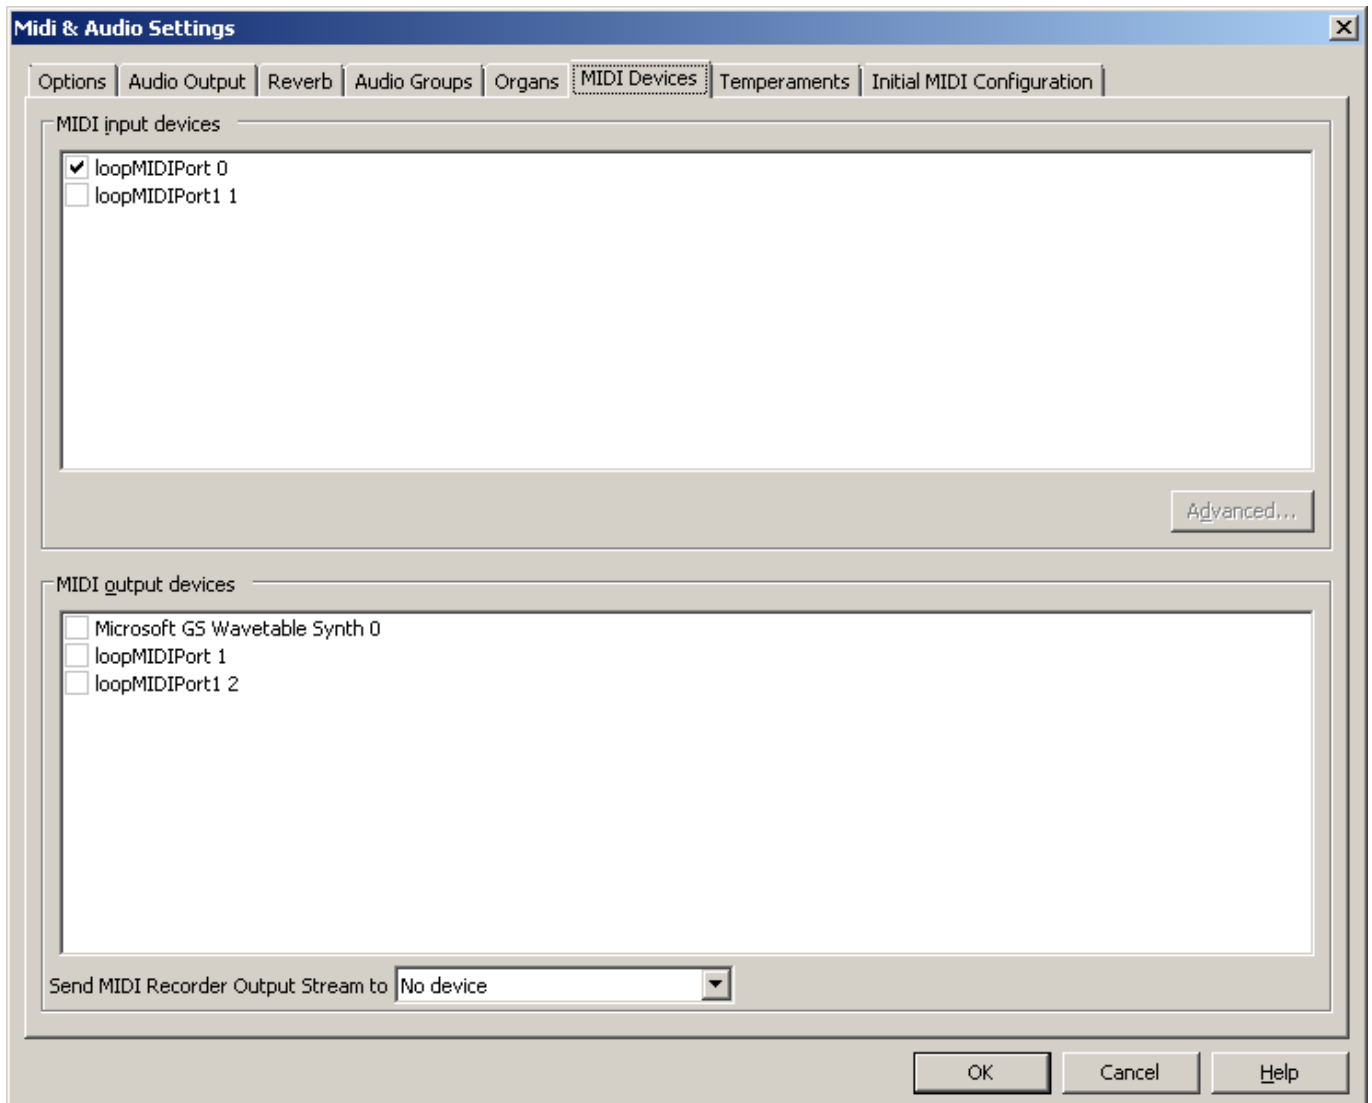 Midi & Audio Settings
Options Audio Output Reverb Audio Groups Organs MIDI Devices Temperaments Initial MIDI Configuration
MIDI input devices
loopMIDIPort 0
loopMIDIPort1 1
Advanced...
MIDI output devices
Microsoft GS Wavetable Synth 0
loopMIDIPort 1
loopMIDIPort1 2
Send MIDI Recorder Output Stream to No device
OK Cancel Help